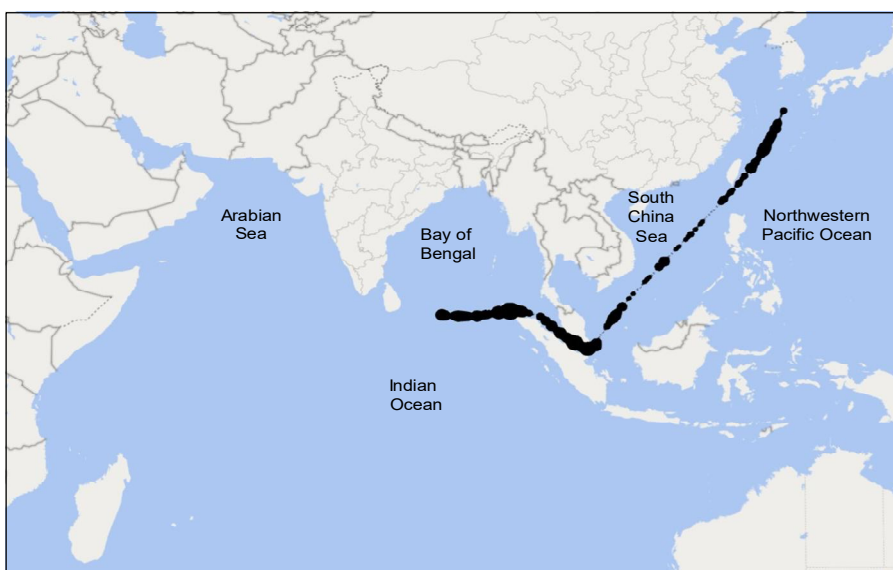 Arabian
Sea
Bay of
Bengal
South
China
Sea
Northwestern
Pacific Ocean
Indian
Ocean